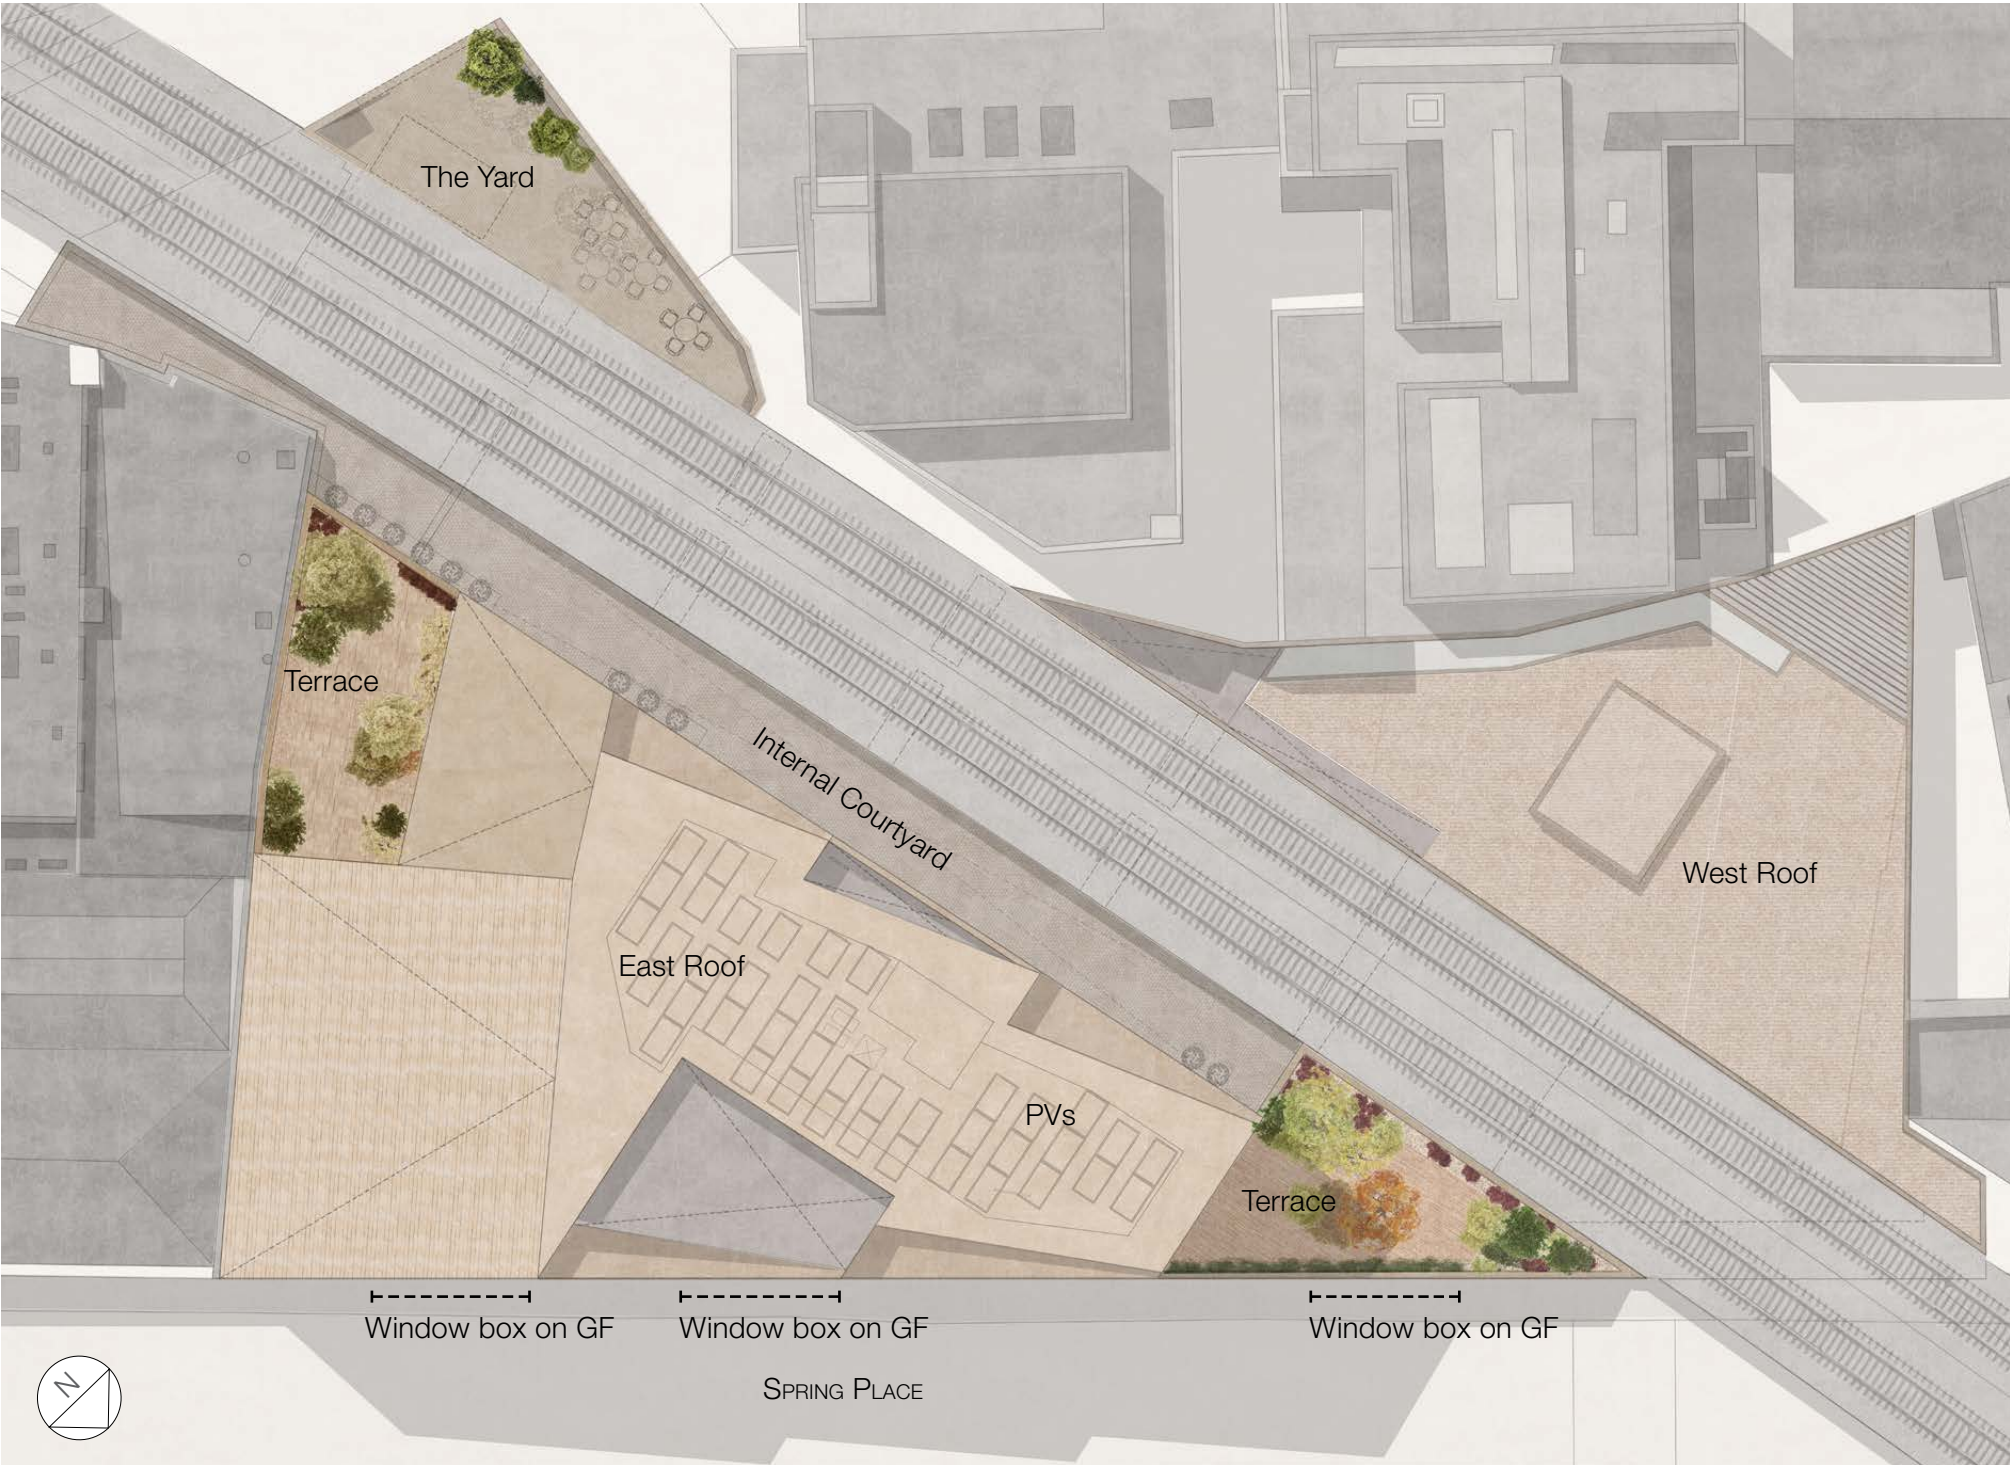 The Yard
Terrace
Internal Courtyard
West Roof
East Roof
PVs
Terrace
Window box on GF
Window box on GF
Window box on GF
SPRING PLACE
N